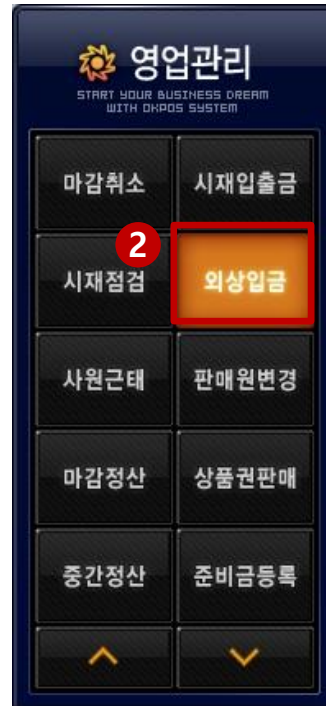 영업관리
START YOUR BUSINESS DREAM
WITH OKPOS SYSTEM
마감취소 시재입출금
2
시재점검 외상입금
사원근태 판매원변경
마감정산 상품권판매
중간정산 준비금등록